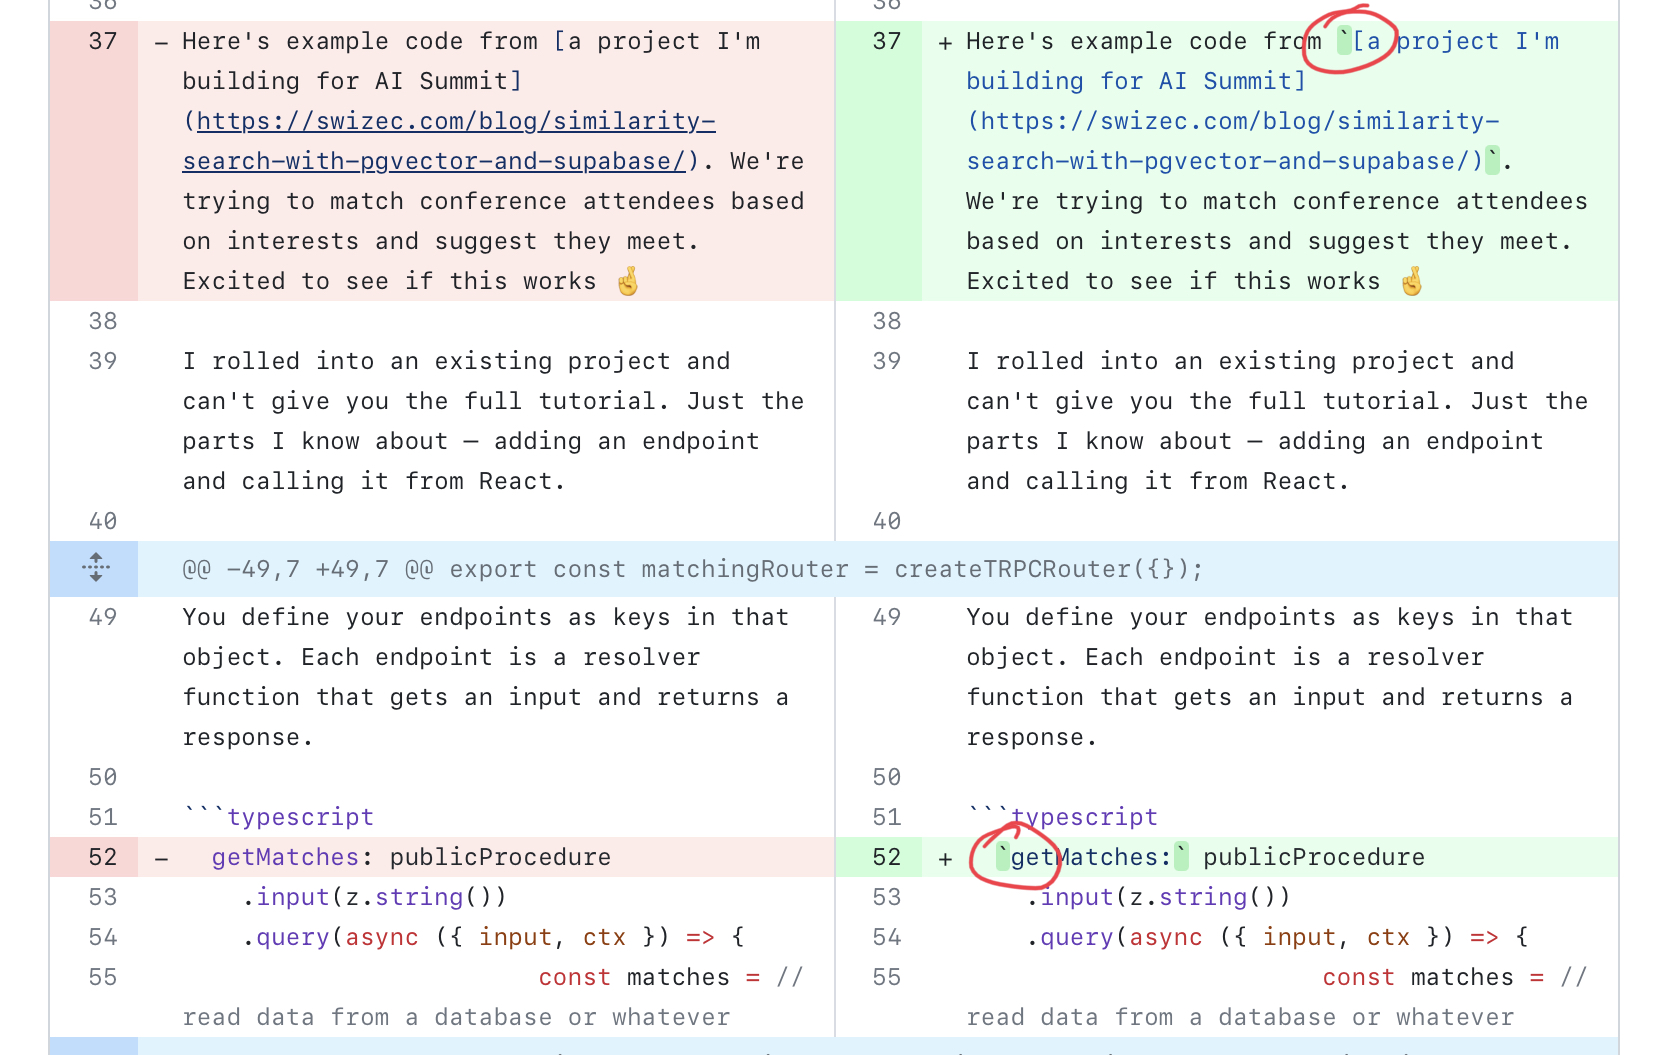 36 36
37 – Here's example code from [a project I'm
building for AI Summit]
(https://swizec.com/blog/similarity-
search-with-pgvector-and-supabase/). We're
trying to match conference attendees based
on interests and suggest they meet.
Excited to see if this works 🤞
37 + Here's example code from `[a project I'm
building for AI Summit]
(https://swizec.com/blog/similarity-
search-with-pgvector-and-supabase/)`.
We're trying to match conference attendees
based on interests and suggest they meet.
Excited to see if this works 🤞
38 38
39 I rolled into an existing project and
can't give you the full tutorial. Just the
parts I know about – adding an endpoint
and calling it from React.
39 I rolled into an existing project and
can't give you the full tutorial. Just the
parts I know about – adding an endpoint
and calling it from React.
40 40
@@ -49,7 +49,7 @@ export const matchingRouter = createTRPCRouter({});
49 You define your endpoints as keys in that
object. Each endpoint is a resolver
function that gets an input and returns a
response.
49 You define your endpoints as keys in that
object. Each endpoint is a resolver
function that gets an input and returns a
response.
50 50
51 ```typescript
52 – getMatches: publicProcedure
53 .input(z.string())
54 .query(async ({ input, ctx }) => {
55 const matches = //
read data from a database or whatever
51 ```typescript
52 + `getMatches:` publicProcedure
53 .input(z.string())
54 .query(async ({ input, ctx }) => {
55 const matches = //
read data from a database or whatever